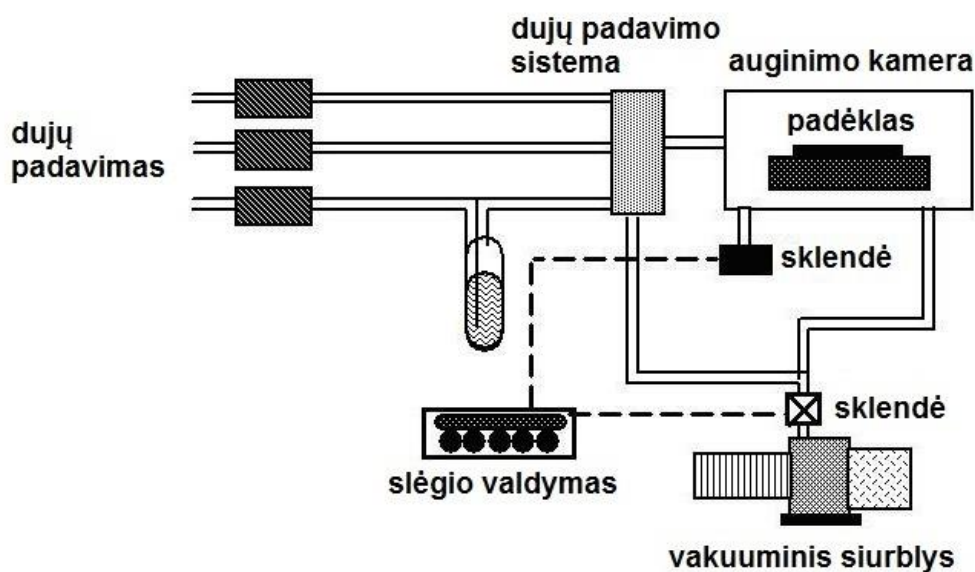 dujų padavimo
sistema
auginimo kamera
padėklas
dujų
padavimas
sklendė
sklendė
slėgio valdymas
vakuuminis siurblys